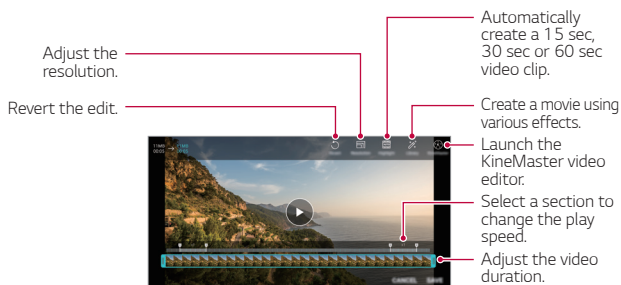 Automatically
create a 15 sec,
30 sec or 60 sec
video clip.
Adjust the
resolution.
Revert the edit.
Create a movie using
various effects.
Launch the
KineMaster video
editor.
Select a section to
change the play
speed.
Adjust the video
duration.
CANCEL SAVE